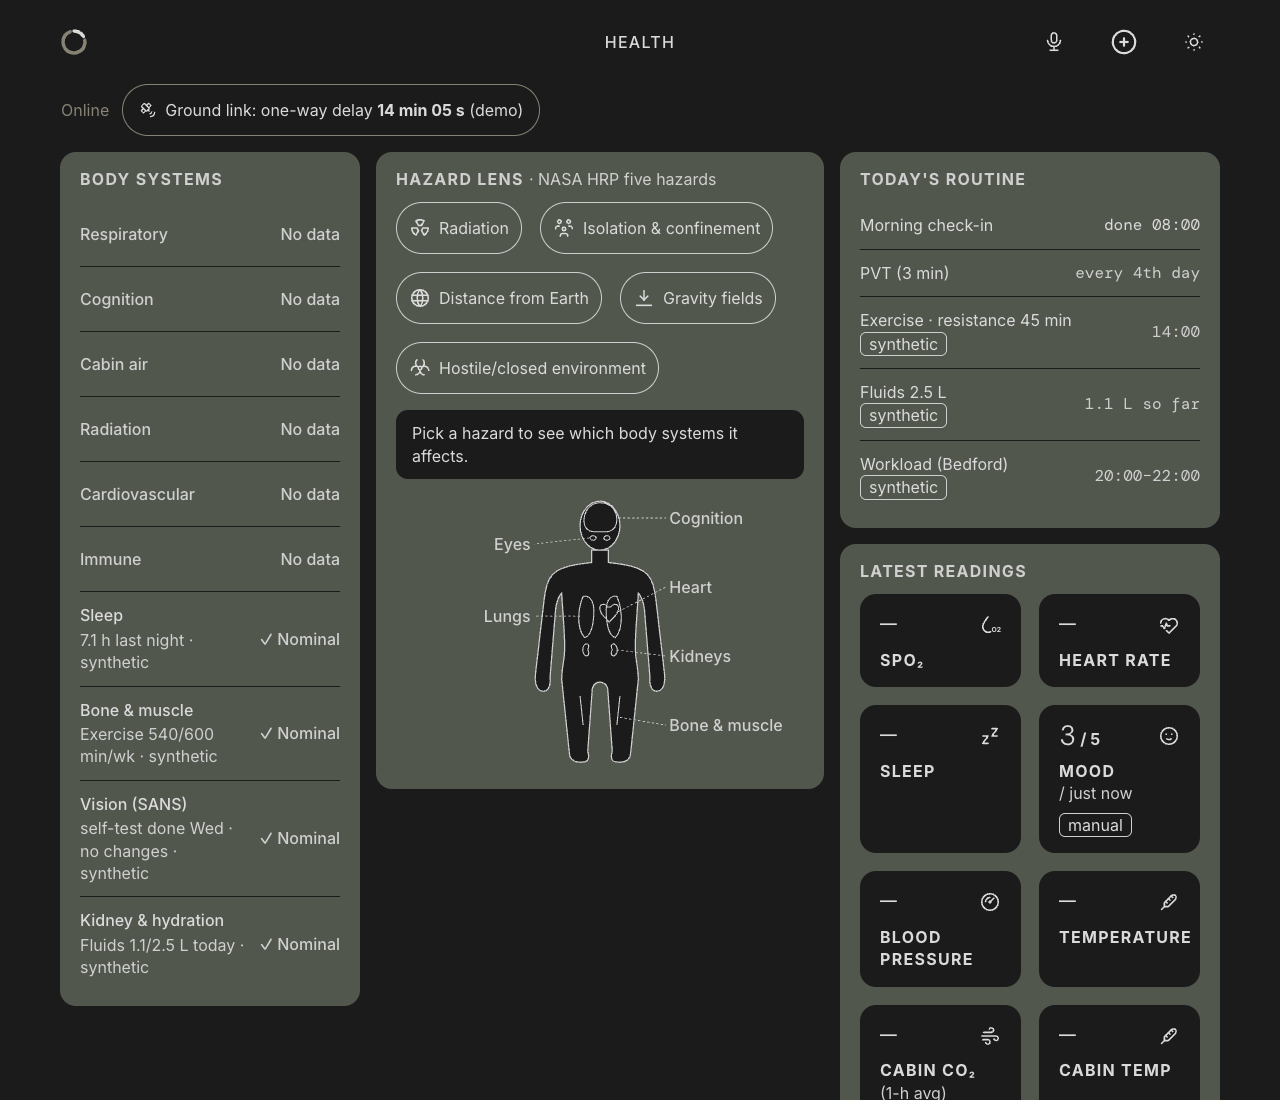 HEALTH
Online
Ground link: one-way delay 14 min 05 s (demo)
BODY SYSTEMS
Respiratory No data
Cognition No data
Cabin air No data
Radiation No data
Cardiovascular No data
Immune No data
Sleep
7.1 h last night ·
synthetic
✓ Nominal
Bone & muscle
Exercise 540/600
min/wk · synthetic
✓ Nominal
Vision (SANS)
self-test done Wed ·
no changes ·
synthetic
✓ Nominal
Kidney & hydration
Fluids 1.1/2.5 L today ·
synthetic
✓ Nominal
HAZARD LENS · NASA HRP five hazards
Radiation
Isolation & confinement
Distance from Earth
Gravity fields
Hostile/closed environment
Pick a hazard to see which body systems it
affects.
Cognition
Eyes
Heart
Lungs
Kidneys
Bone & muscle
TODAY'S ROUTINE
Morning check-in done 08:00
PVT (3 min) every 4th day
Exercise · resistance 45 min
synthetic
14:00
Fluids 2.5 L
synthetic
1.1 L so far
Workload (Bedford)
synthetic
20:00–22:00
LATEST READINGS
—
O2
SPO₂
—
HEART RATE
—
zZ
SLEEP
3 / 5
MOOD
/ just now
manual
—
BLOOD
PRESSURE
—
TEMPERATURE
—
CABIN CO₂
(1-h avg)
—
CABIN TEMP